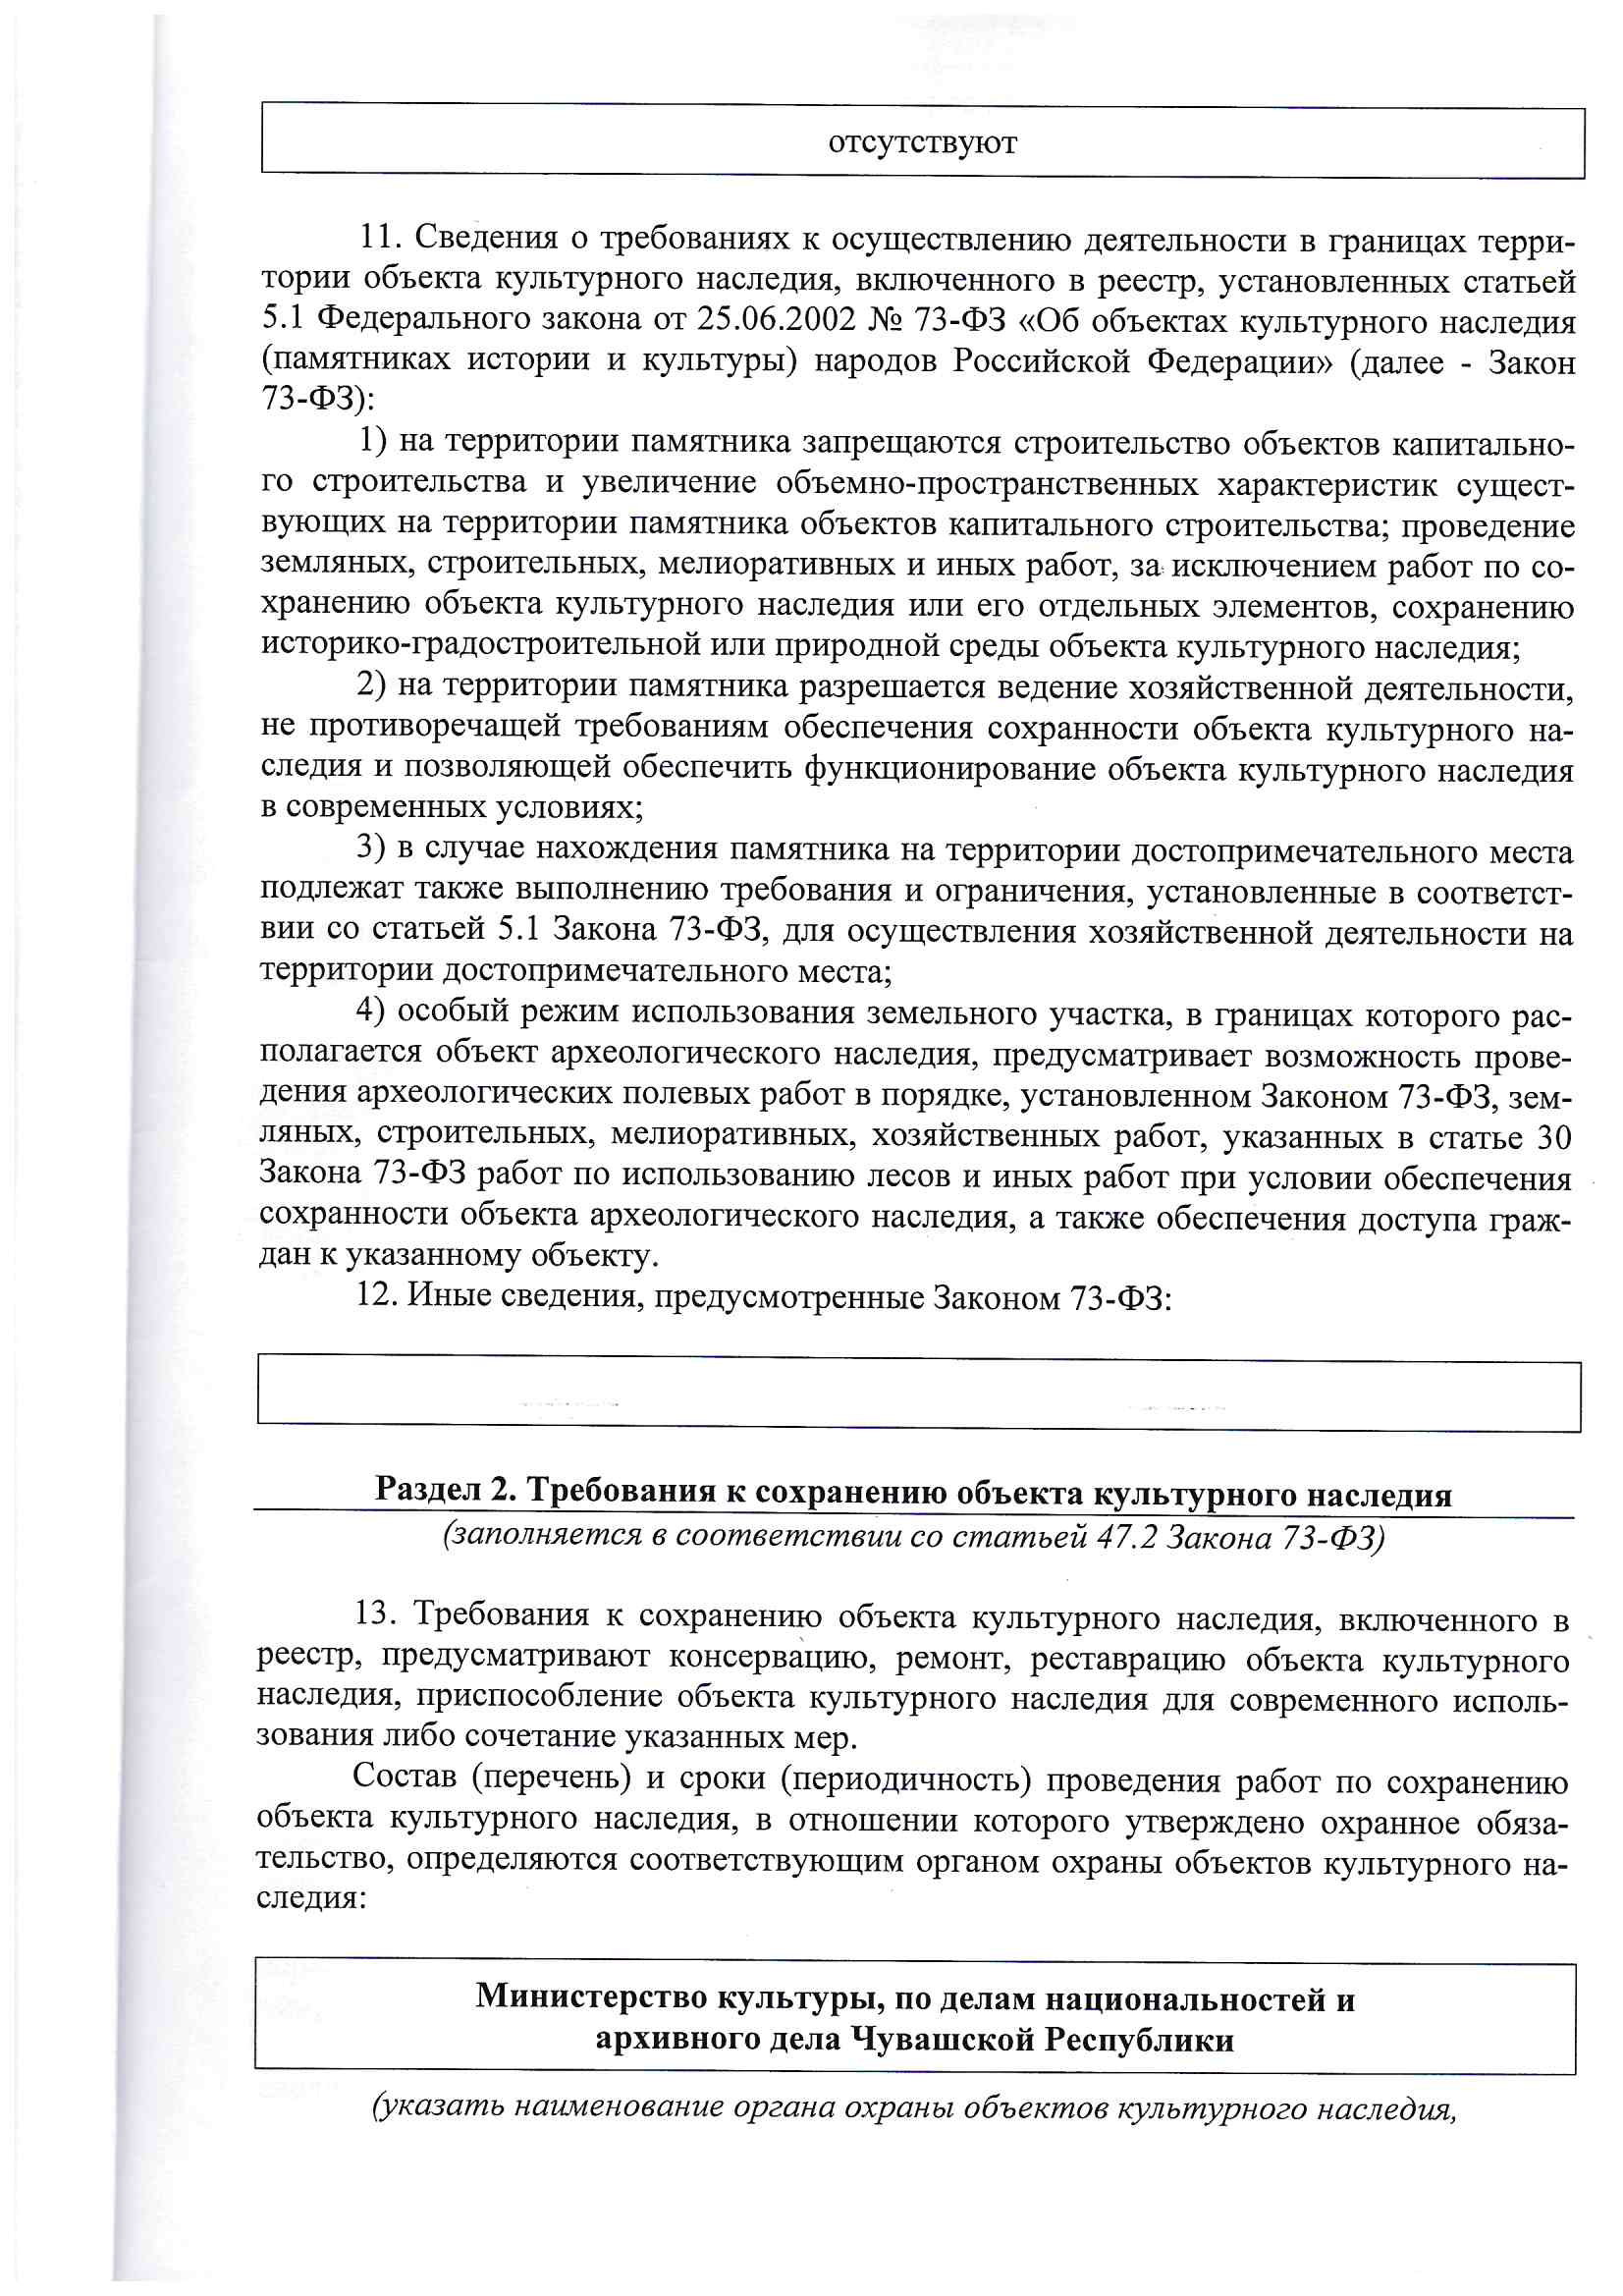 отсутствуют
11. Сведения о требованиях к осуществлению деятельности в границах терри-
тории объекта культурного наследия, включенного в реестр, установленных статьей
5.1 Федерального закона от 25.06.2002 № 73-ФЗ «Об объектах культурного наследия
(памятниках истории и культуры) народов Российской Федерации» (далее - Закон
73-ФЗ):
1) на территории памятника запрещаются строительство объектов капитально-
го строительства и увеличение объемно-пространственных характеристик сущест-
вующих на территории памятника объектов капитального строительства; проведение
земляных, строительных, мелиоративных и иных работ, за исключением работ по со-
хранению объекта культурного наследия или его отдельных элементов, сохранению
историко-градостроительной или природной среды объекта культурного наследия;
2) на территории памятника разрешается ведение хозяйственной деятельности,
не противоречащей требованиям обеспечения сохранности объекта культурного на-
следия и позволяющей обеспечить функционирование объекта культурного наследия
в современных условиях;
3) в случае нахождения памятника на территории достопримечательного места
подлежат также выполнению требования и ограничения, установленные в соответст-
вии со статьей 5.1 Закона 73-ФЗ, для осуществления хозяйственной деятельности на
территории достопримечательного места;
4) особый режим использования земельного участка, в границах которого рас-
полагается объект археологического наследия, предусматривает возможность прове-
дения археологических полевых работ в порядке, установленном Законом 73-ФЗ, зем-
ляных, строительных, мелиоративных, хозяйственных работ, указанных в статье 30
Закона 73-ФЗ работ по использованию лесов и иных работ при условии обеспечения
сохранности объекта археологического наследия, а также обеспечения доступа граж-
дан к указанному объекту.
12. Иные сведения, предусмотренные Законом 73-ФЗ:
Раздел 2. Требования к сохранению объекта культурного наследия
(заполняется в соответствии со статьей 47.2 Закона 73-ФЗ)
13. Требования к сохранению объекта культурного наследия, включенного в
реестр, предусматривают консервацию, ремонт, реставрацию объекта культурного
наследия, приспособление объекта культурного наследия для современного исполь-
зования либо сочетание указанных мер.
Состав (перечень) и сроки (периодичность) проведения работ по сохранению
объекта культурного наследия, в отношении которого утверждено охранное обяза-
тельство, определяются соответствующим органом охраны объектов культурного на-
следия:
Министерство культуры, по делам национальностей и
архивного дела Чувашской Республики
(указать наименование органа охраны объектов культурного наследия,